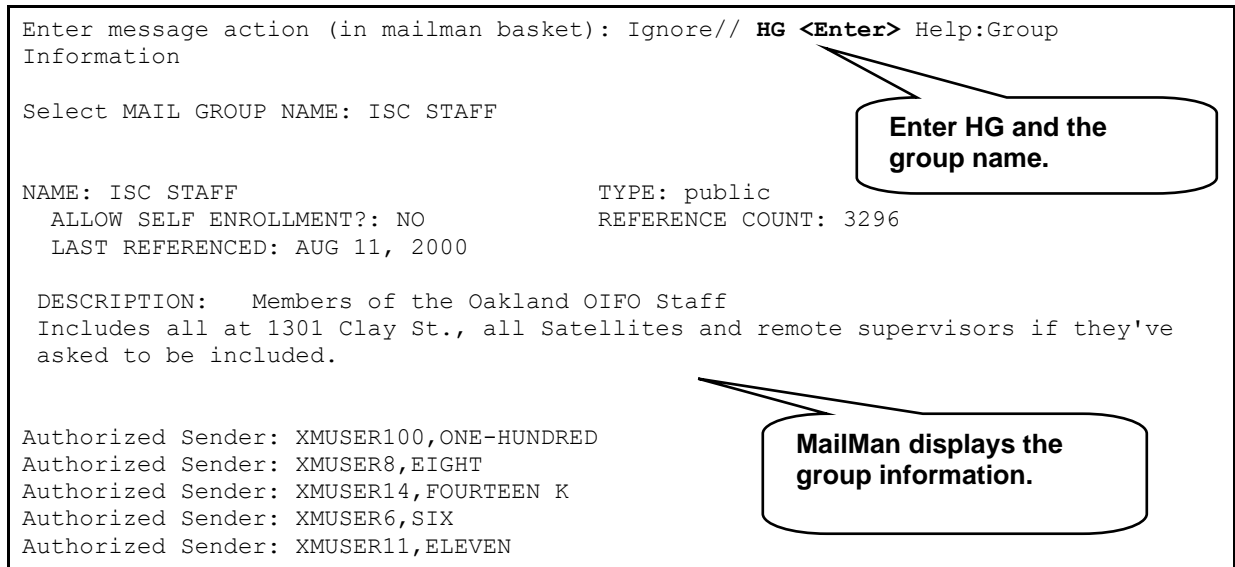 Enter message action (in mailman basket): Ignore// HG <Enter> Help:Group
Information
Select MAIL GROUP NAME: ISC STAFF
Enter HG and the
group name.
NAME: ISC STAFF TYPE: public
ALLOW SELF ENROLLMENT?: NO REFERENCE COUNT: 3296
LAST REFERENCED: AUG 11, 2000
DESCRIPTION: Members of the Oakland OIFO Staff
Includes all at 1301 Clay St., all Satellites and remote supervisors if they've
asked to be included.
Authorized Sender: XMUSER100,ONE-HUNDRED
Authorized Sender: XMUSER8,EIGHT
Authorized Sender: XMUSER14,FOURTEEN K
Authorized Sender: XMUSER6,SIX
Authorized Sender: XMUSER11,ELEVEN
MailMan displays the
group information.